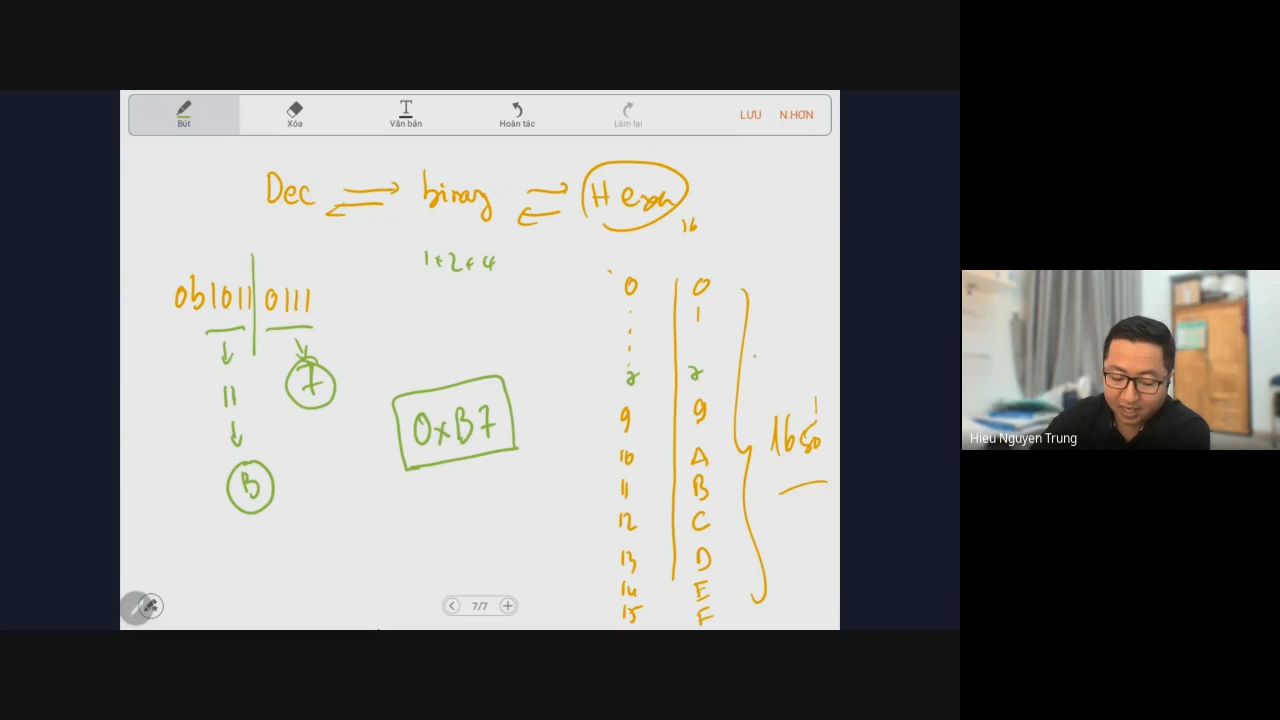 Bút Xóa Văn bản Hoàn tác Làm lại LƯU N.HƠN
Dec ⇌ binary ⇌ Hexa
16
1+2+4
0b1011 0111
7
11
B
0xB7
0 0
1
8 8
9 9
10 A
11 B
12 C
13 D
14 E
15 F
16 số
7/7
Hieu Nguyen Trung